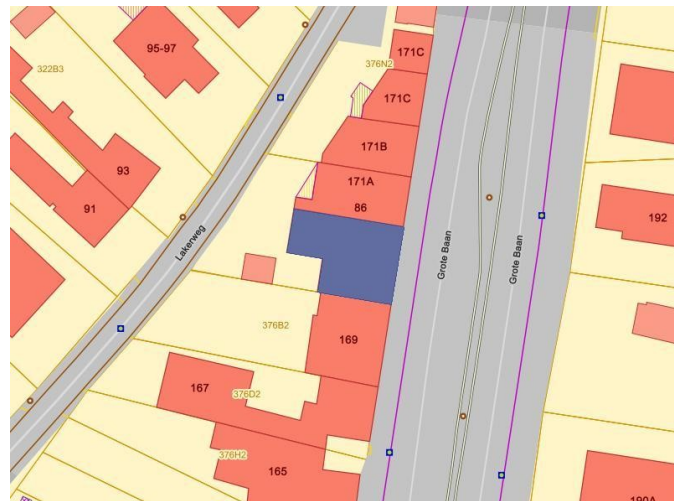 95-97
171C
322B3
376N2
171C
171B
93
171A
91
86
192
Lakerweg
Grote Baan
Grote Baan
376B2
169
167
376D2
376H2
165
190A